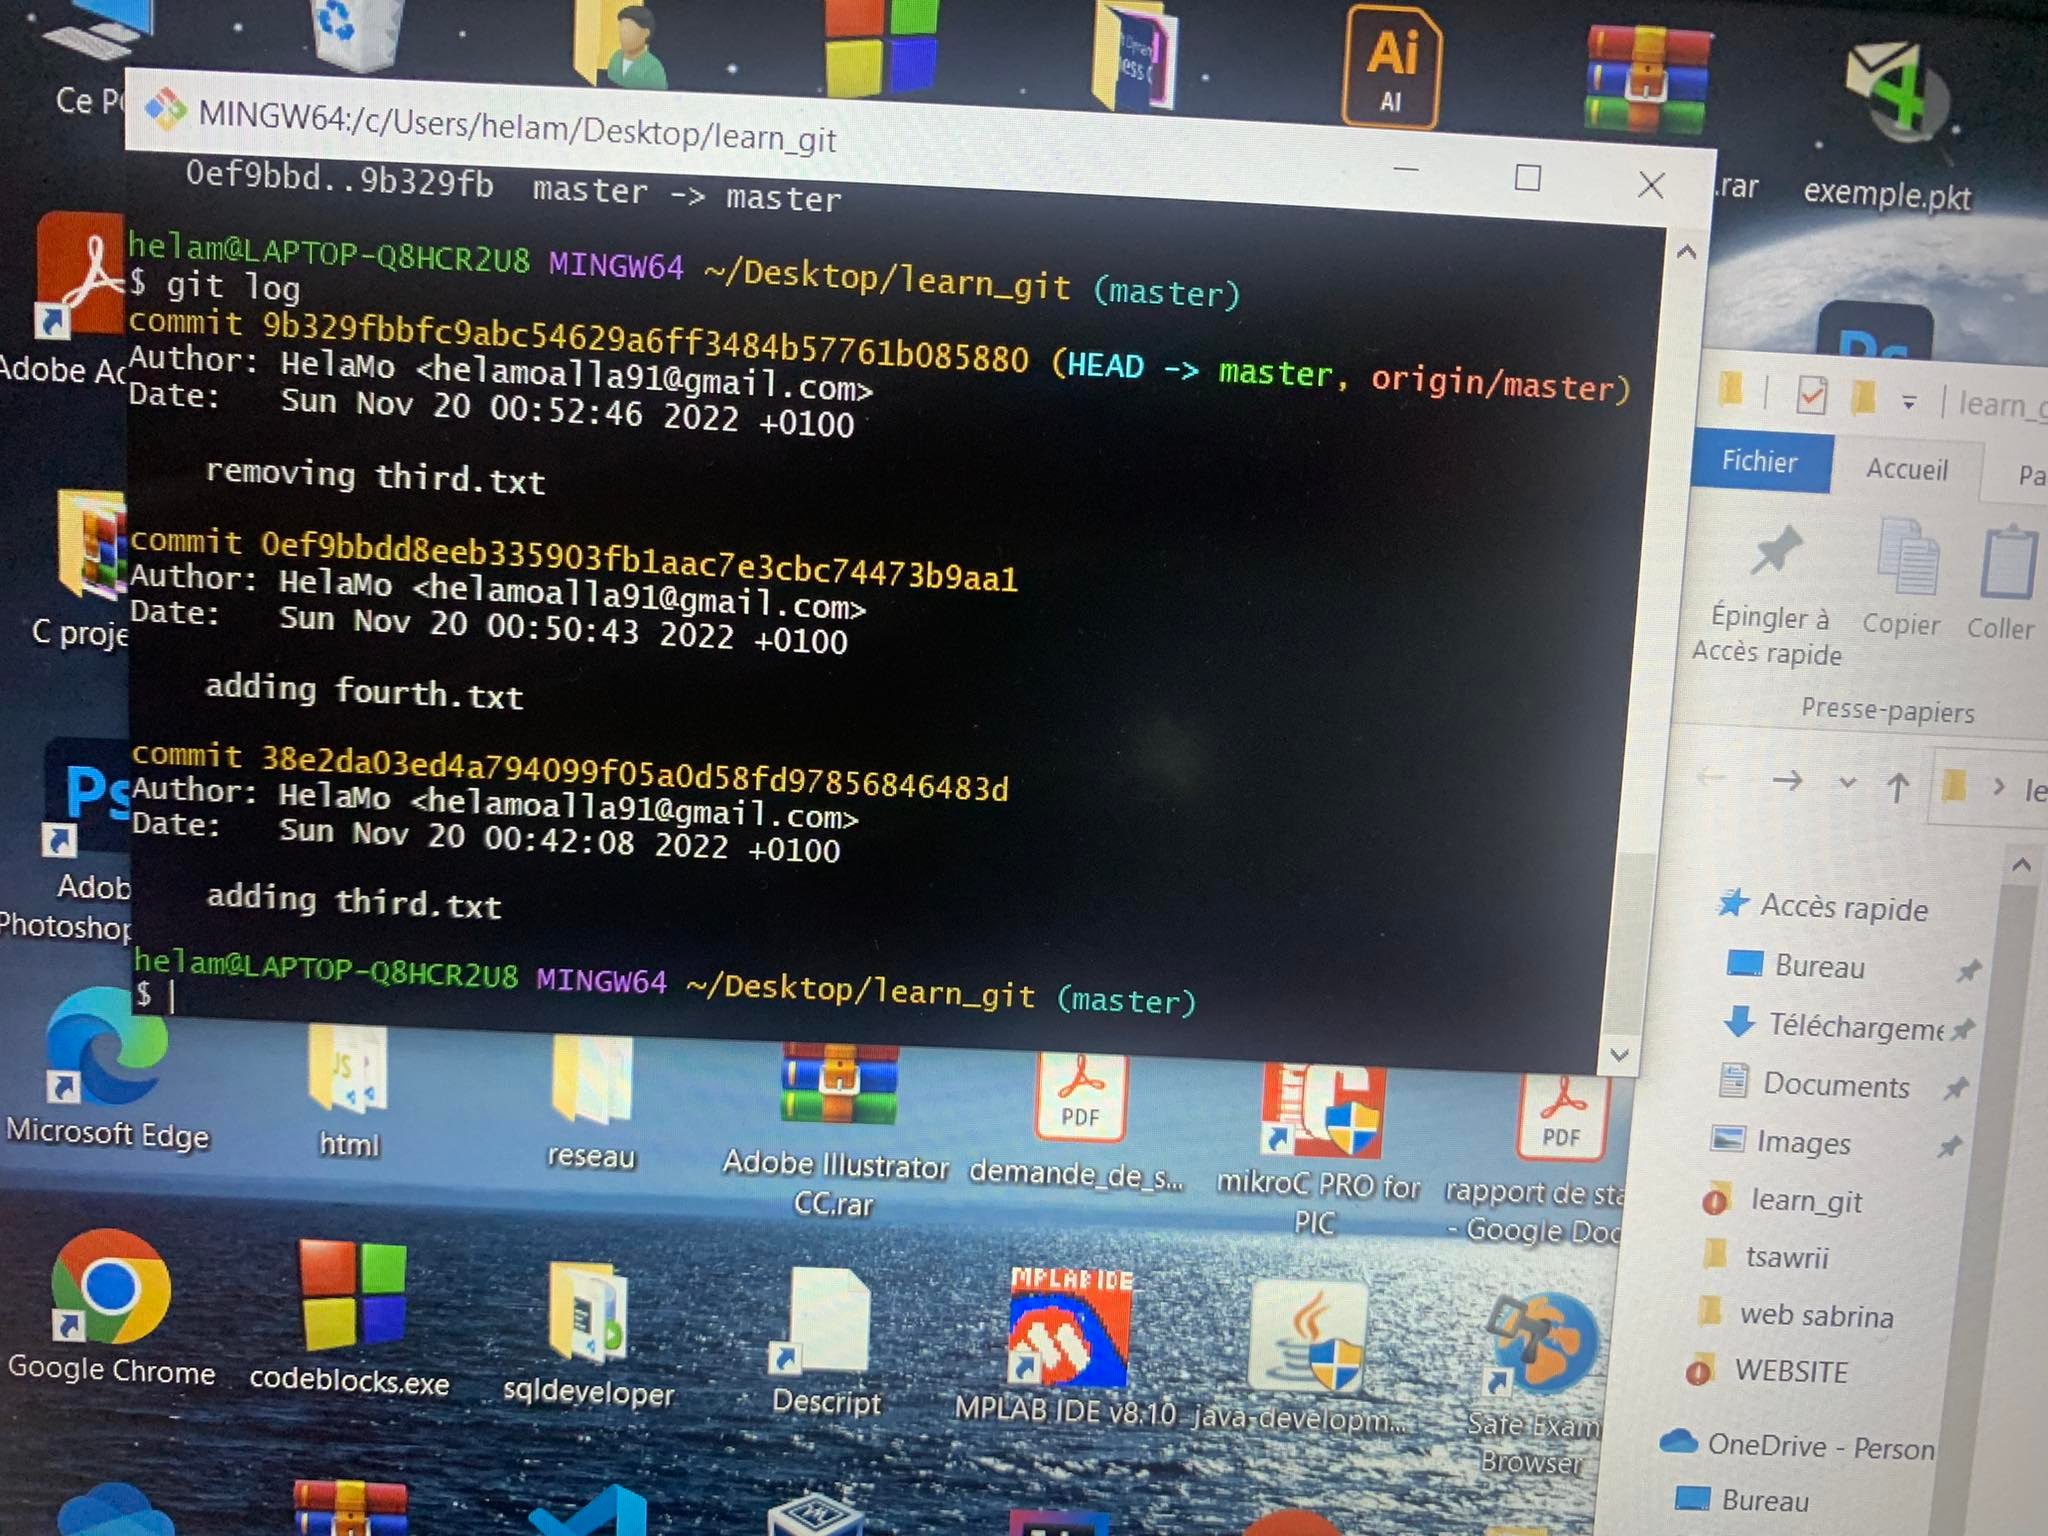 Ce P
AI
Ai
.rar
exemple.pkt
MINGW64:/c/Users/helam/Desktop/learn_git
0ef9bbd..9b329fb  master -> master
helam@LAPTOP-Q8HCR2U8 MINGW64 ~/Desktop/learn_git (master)
$ git log
commit 9b329fbbfc9abc54629a6ff3484b57761b085880 (HEAD -> master, origin/master)
Author: HelaMo <helamoalla91@gmail.com>
Date:   Sun Nov 20 00:52:46 2022 +0100
removing third.txt
commit 0ef9bbdd8eeb335903fb1aac7e3cbc74473b9aa1
Author: HelaMo <helamoalla91@gmail.com>
Date:   Sun Nov 20 00:50:43 2022 +0100
adding fourth.txt
commit 38e2da03ed4a794099f05a0d58fd97856846483d
Author: HelaMo <helamoalla91@gmail.com>
Date:   Sun Nov 20 00:42:08 2022 +0100
adding third.txt
helam@LAPTOP-Q8HCR2U8 MINGW64 ~/Desktop/learn_git (master)
$
Adobe Ac
C proje
Ps
Adob
Photoshop
Ps
learn_g
Fichier
Accueil
Pa
Épingler à
Accès rapide
Copier
Coller
Presse-papiers
le
Accès rapide
Bureau
Téléchargeme
Documents
Images
learn_git
tsawrii
web sabrina
WEBSITE
OneDrive - Person
Bureau
Microsoft Edge
JS
html
reseau
Adobe Illustrator
CC.rar
PDF
demande_de_s...
mikroC PRO for
PIC
PDF
rapport de sta
- Google Doc
Google Chrome
codeblocks.exe
sqldeveloper
Descript
MPLAB IDE
MPLAB IDE v8.10
java-developm...
Safe Exam
Browser